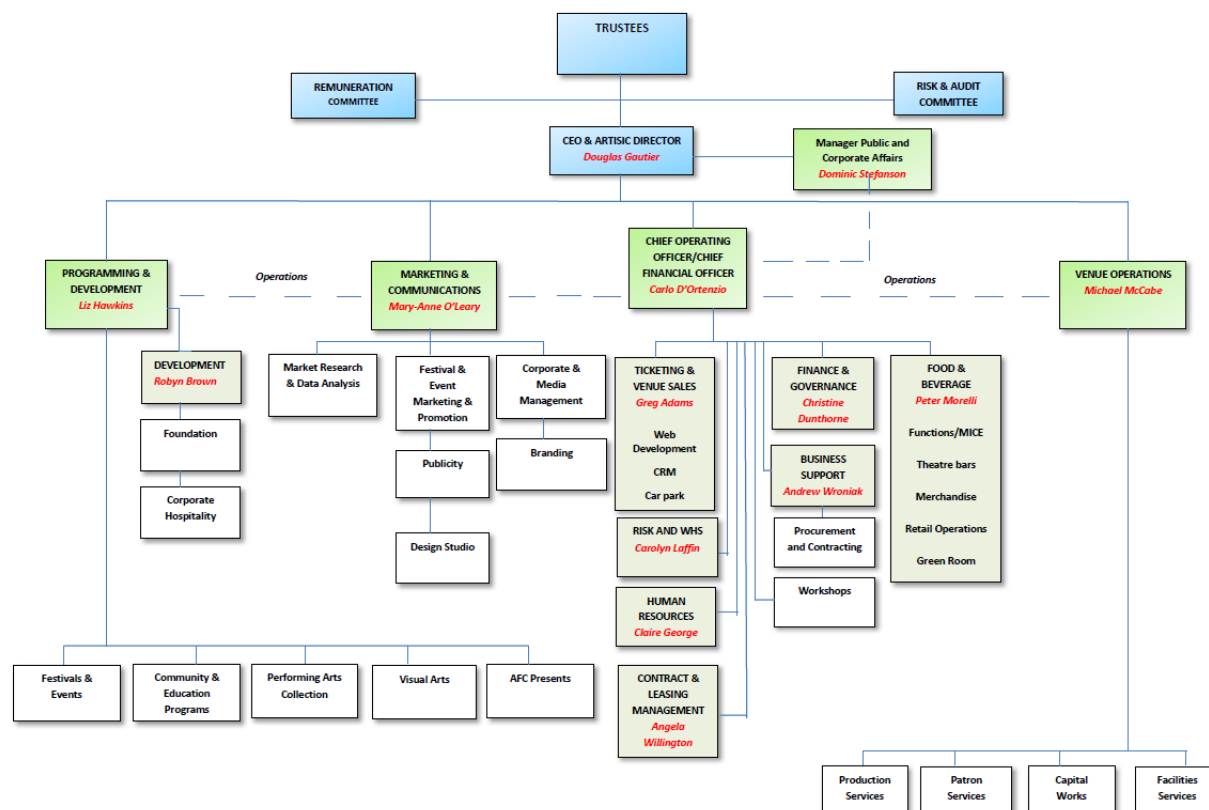 TRUSTEES
REMUNERATION
COMMITTEE
RISK & AUDIT
COMMITTEE
CEO & ARTISIC DIRECTOR
Douglas Gautier
Manager Public and
Corporate Affairs
Dominic Stefanson
PROGRAMMING &
DEVELOPMENT
Liz Hawkins
Operations
MARKETING &
COMMUNICATIONS
Mary-Anne O'Leary
CHIEF OPERATING
OFFICER/CHIEF
FINANCIAL OFFICER
Carlo D'Ortenzio
Operations
VENUE OPERATIONS
Michael McCabe
DEVELOPMENT
Robyn Brown
Foundation
Corporate
Hospitality
Market Research
& Data Analysis
Festival &
Event
Marketing &
Promotion
Publicity
Design Studio
Corporate &
Media
Management
Branding
TICKETING &
VENUE SALES
Greg Adams
Web
Development
CRM
Car park
RISK AND WHS
Carolyn Laffin
HUMAN
RESOURCES
Claire George
CONTRACT &
LEASING
MANAGEMENT
Angela
Willington
FINANCE &
GOVERNANCE
Christine
Dunthorne
BUSINESS
SUPPORT
Andrew Wroniak
Procurement
and Contracting
Workshops
FOOD &
BEVERAGE
Peter Morelli
Functions/MICE
Theatre bars
Merchandise
Retail Operations
Green Room
Festivals &
Events
Community &
Education
Programs
Performing Arts
Collection
Visual Arts
AFC Presents
Production
Services
Patron
Services
Capital
Works
Facilities
Services